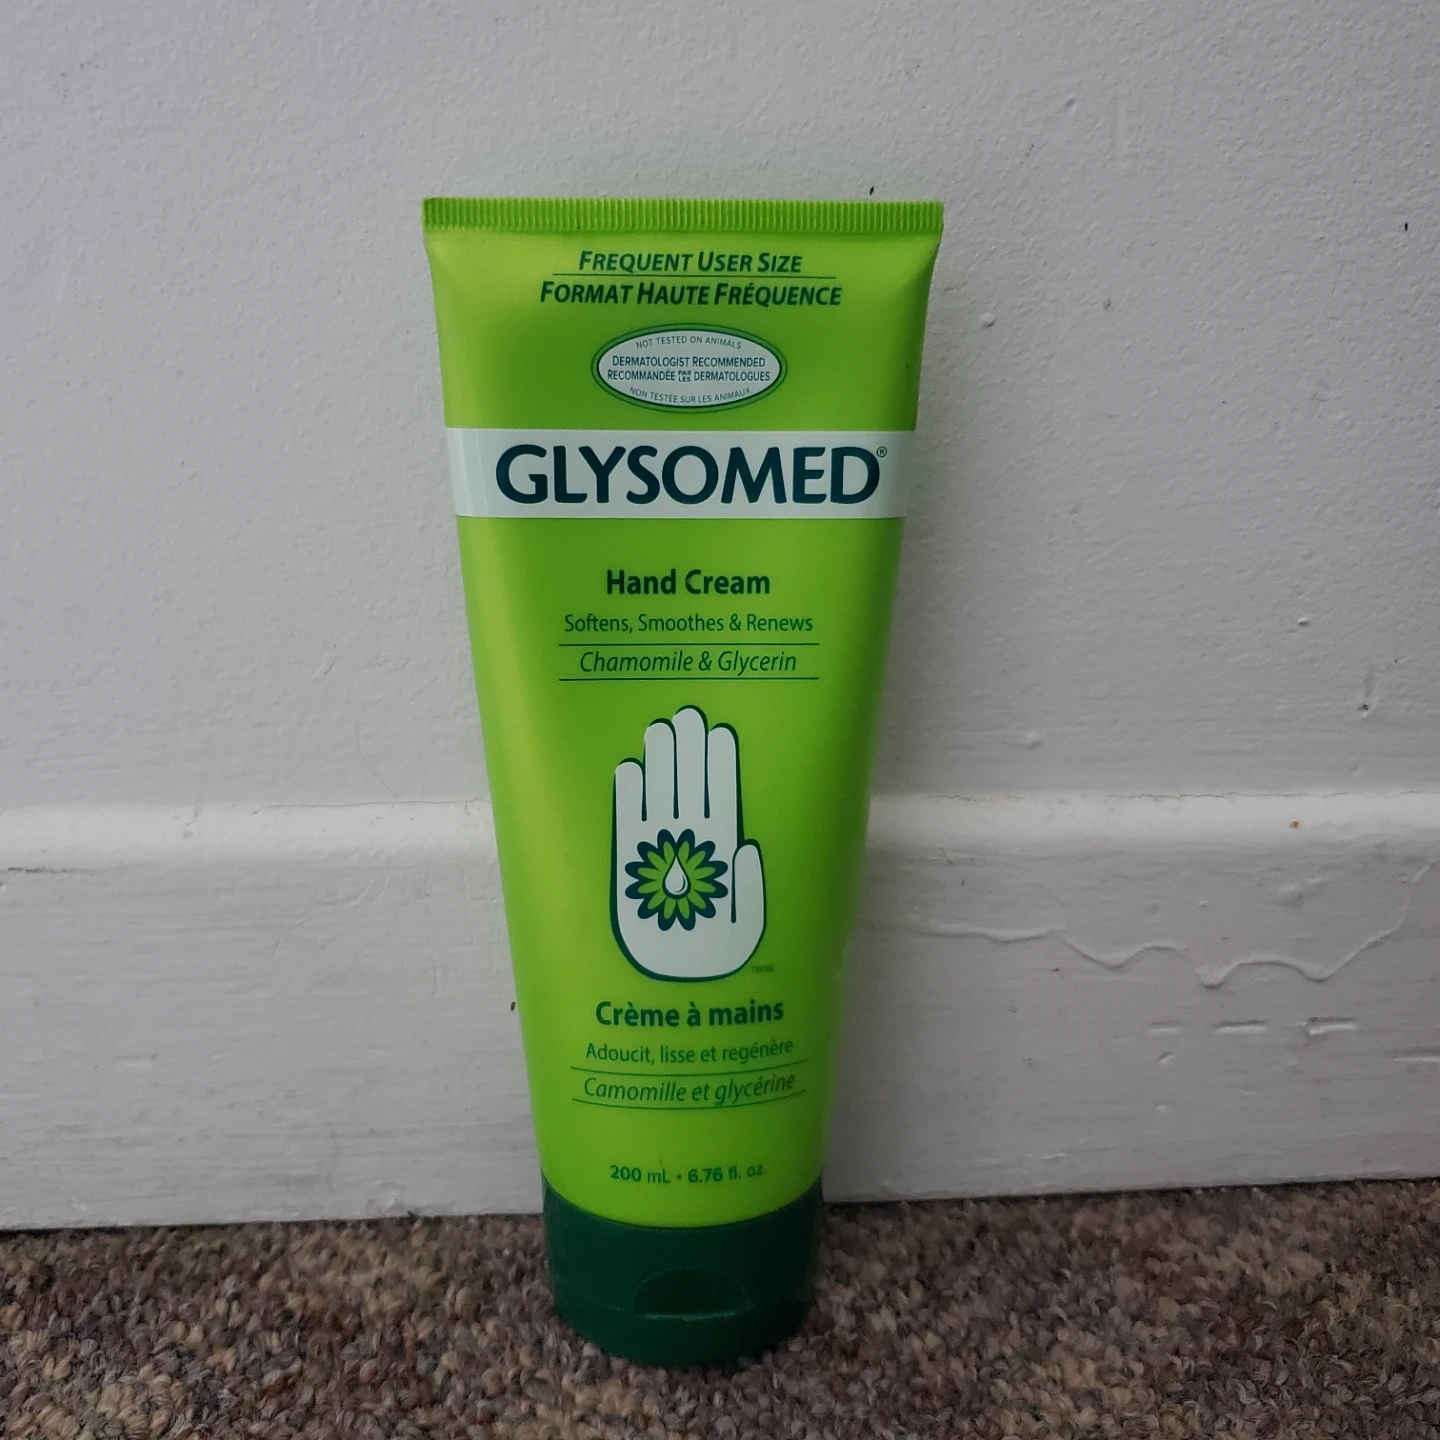 FREQUENT USER SIZE
FORMAT HAUTE FRÉQUENCE
NOT TESTED ON ANIMALS
DERMATOLOGIST RECOMMENDED
RECOMMANDÉE PAR LES DERMATOLOGUES
NON TESTÉE SUR LES ANIMAUX
GLYSOMED®
Hand Cream
Softens, Smoothes & Renews
Chamomile & Glycerin
Crème à mains
Adoucit, lisse et regénère
Camomille et glycérine
200 mL • 6.76 fl. oz.